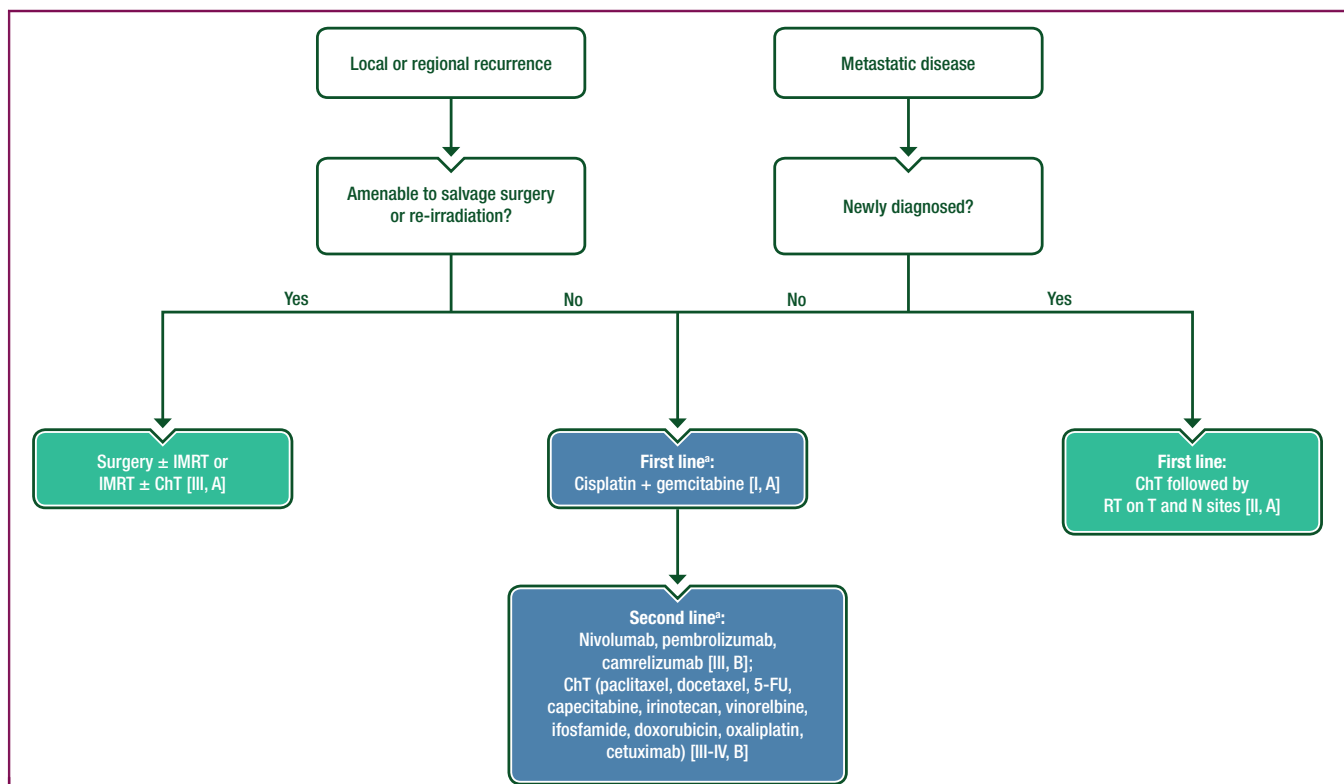 Local or regional recurrence
Metastatic disease
Amenable to salvage surgery
or re-irradiation?
Newly diagnosed?
Yes
No
No
Yes
Surgery ± IMRT or
IMRT ± ChT [III, A]
First lineᵃ:
Cisplatin + gemcitabine [I, A]
First line:
ChT followed by
RT on T and N sites [II, A]
Second lineᵃ:
Nivolumab, pembrolizumab,
camrelizumab [III, B];
ChT (paclitaxel, docetaxel, 5-FU,
capecitabine, irinotecan, vinorelbine,
ifosfamide, doxorubicin, oxaliplatin,
cetuximab) [III-IV, B]